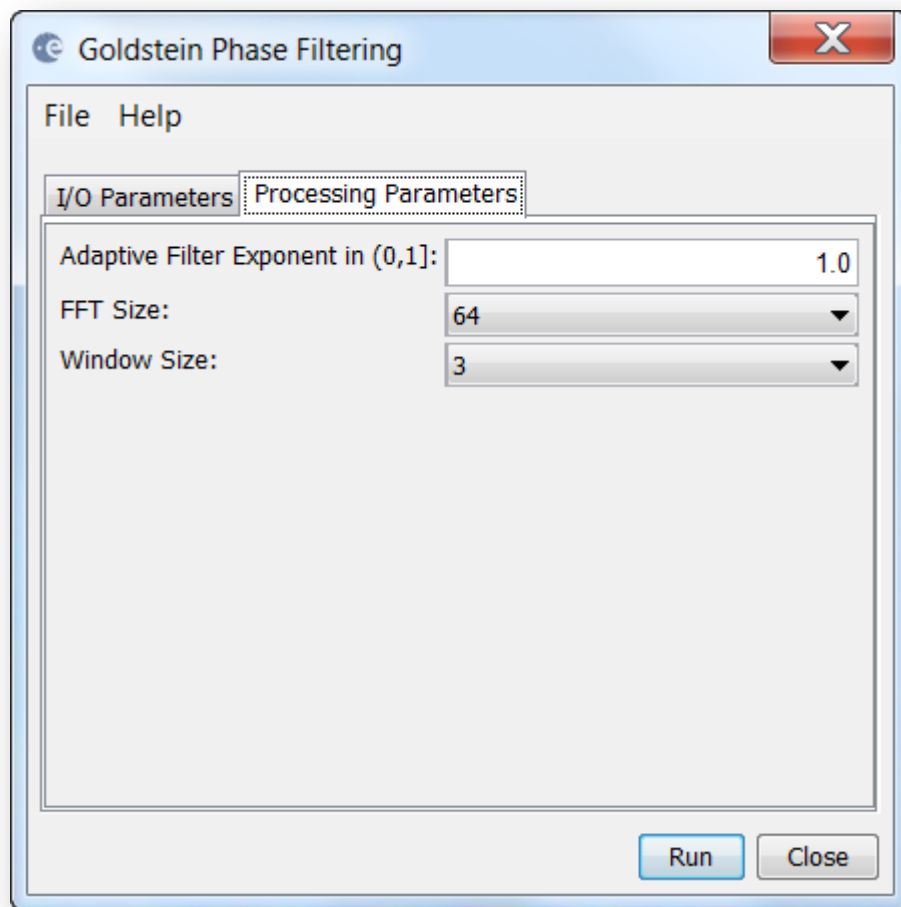 Goldstein Phase Filtering
File Help
I/O Parameters Processing Parameters
Adaptive Filter Exponent in (0,1]: 1.0
FFT Size: 64
Window Size: 3
Run Close